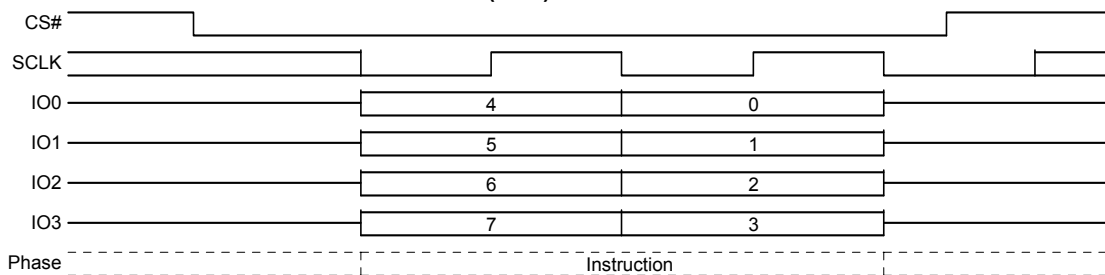 CS#
SCLK
IO0 4 0
IO1 5 1
IO2 6 2
IO3 7 3
Phase Instruction